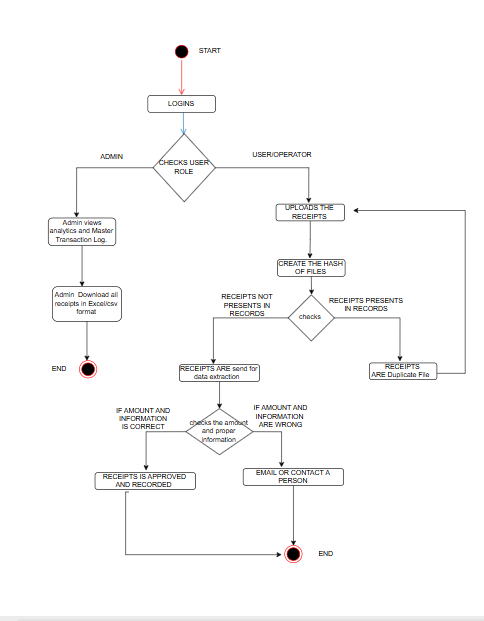 START
LOGINS
ADMIN
USER/OPERATOR
CHECKS USER
ROLE
UPLOADS THE
RECEIPTS
Admin views
analytics and Master
Transaction Log.
CREATE THE HASH
OF FILES
Admin Download all
receipts in Excel/csv
format
RECEIPTS NOT
PRESENTS IN
RECORDS
RECEIPTS PRESENTS
IN RECORDS
checks
END
RECEIPTS ARE send for
data extraction
RECEIPTS
ARE Duplicate File
IF AMOUNT AND
INFORMATION
IS CORRECT
IF AMOUNT AND
INFORMATION
ARE WRONG
checks the amount
and proper
information
RECEIPTS IS APPROVED
AND RECORDED
EMAIL OR CONTACT A
PERSON
END